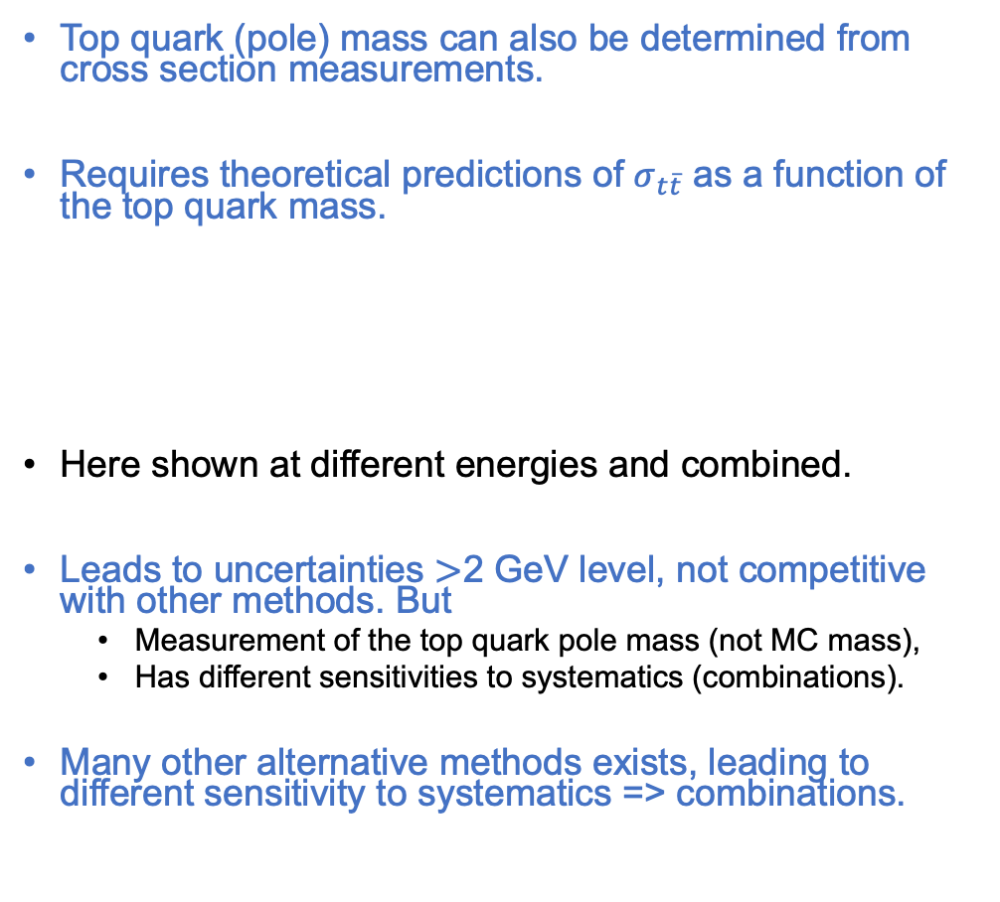 • Top quark (pole) mass can also be determined from
cross section measurements.
• Requires theoretical predictions of σ_{tt̄} as a function of
the top quark mass.
• Here shown at different energies and combined.
• Leads to uncertainties >2 GeV level, not competitive
with other methods. But
• Measurement of the top quark pole mass (not MC mass),
• Has different sensitivities to systematics (combinations).
• Many other alternative methods exists, leading to
different sensitivity to systematics => combinations.